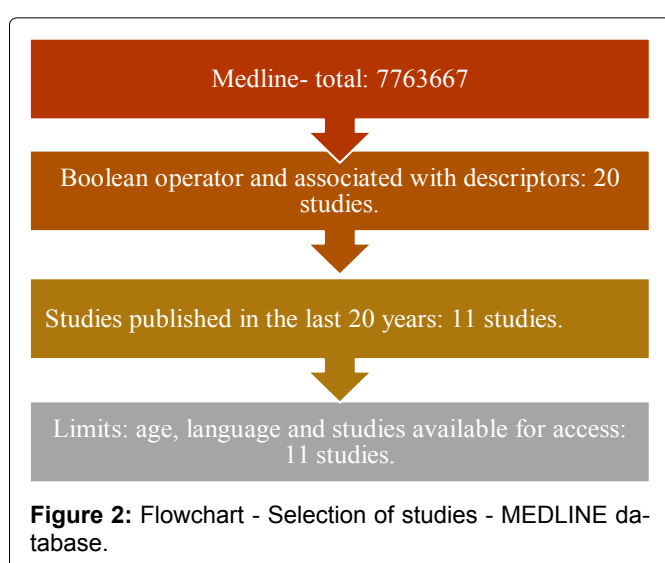 Medline- total: 7763667
Boolean operator and associated with descriptors: 20
studies.
Studies published in the last 20 years: 11 studies.
Limits: age, language and studies available for access:
11 studies.
Figure 2: Flowchart - Selection of studies - MEDLINE da-
tabase.